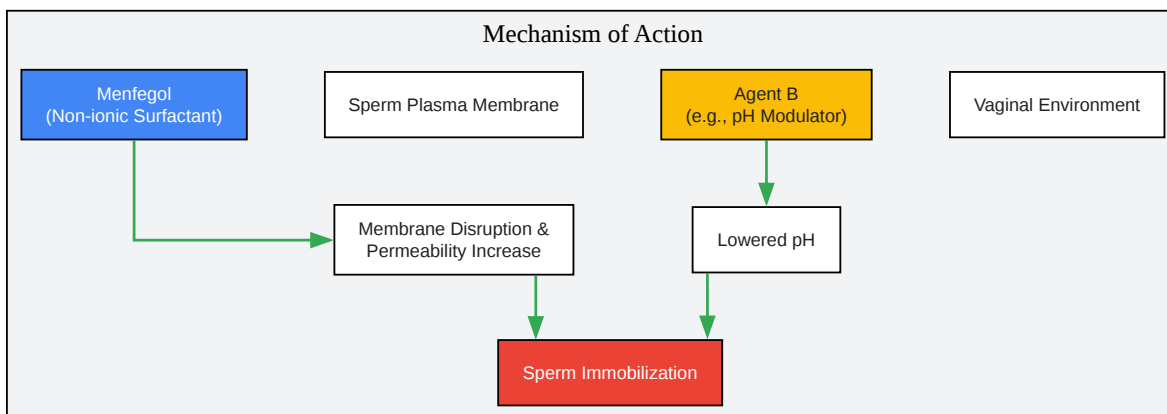 Mechanism of Action
Menfegol
(Non-ionic Surfactant)
Sperm Plasma Membrane
Agent B
(e.g., pH Modulator)
Vaginal Environment
Membrane Disruption &
Permeability Increase
Lowered pH
Sperm Immobilization